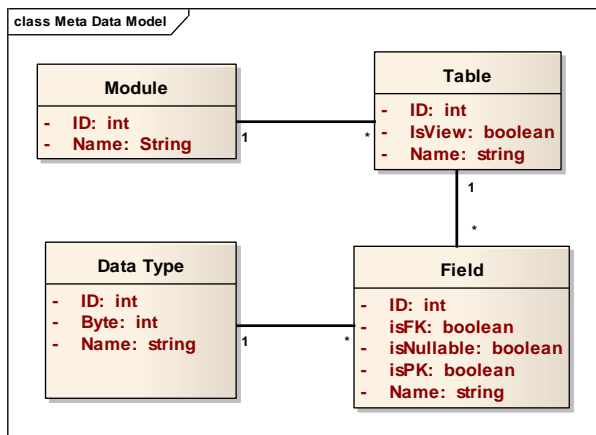 class Meta Data Model
Module
- ID: int
- Name: String
1
*
Table
- ID: int
- IsView: boolean
- Name: string
1
*
Data Type
- ID: int
- Byte: int
- Name: string
1
*
Field
- ID: int
- isFK: boolean
- isNullable: boolean
- isPK: boolean
- Name: string